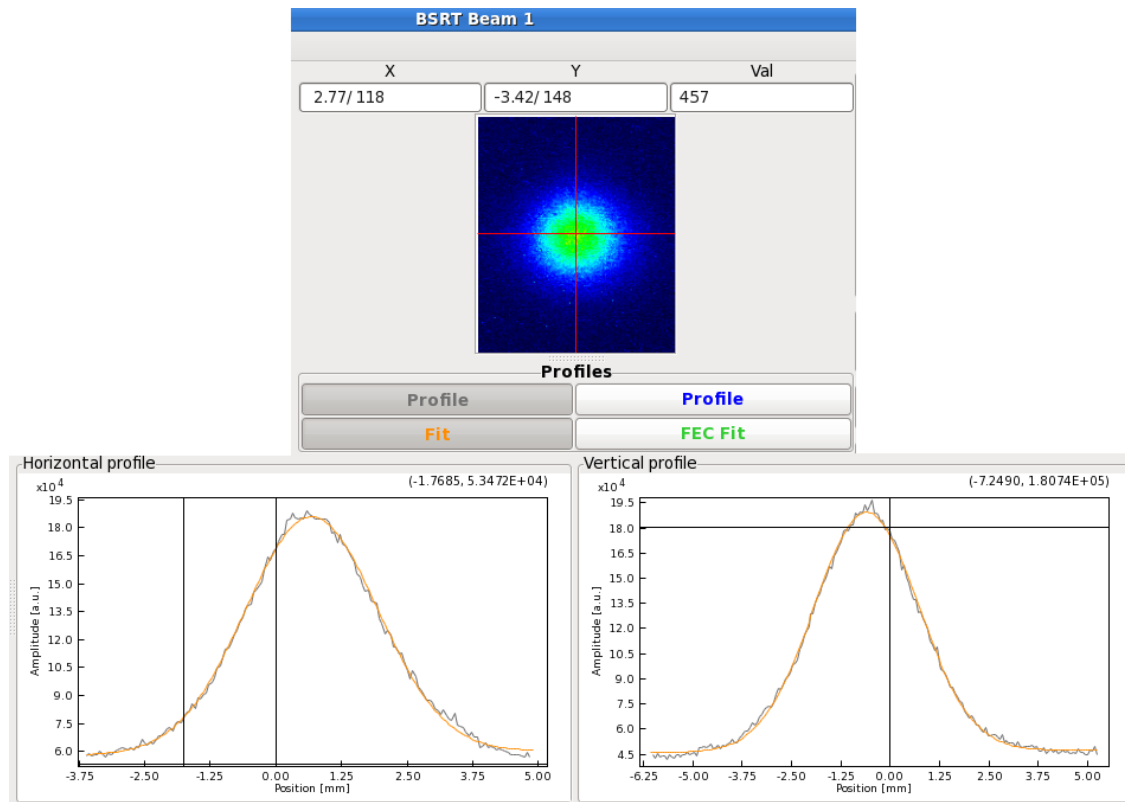 BSRT Beam 1
X Y Val
2.77/ 118 -3.42/ 148 457
Profiles
Profile Profile
Fit FEC Fit
Horizontal profile
(-1.7685, 5.3472E+04)
x10⁴
19.5
18.0
16.5
15.0
13.5
12.0
10.5
9.0
7.5
6.0
Amplitude [a.u.]
-3.75 -2.50 -1.25 0.00 1.25 2.50 3.75 5.00
Position [mm]
Vertical profile
(-7.2490, 1.8074E+05)
x10⁴
19.5
18.0
16.5
15.0
13.5
12.0
10.5
9.0
7.5
6.0
4.5
Amplitude [a.u.]
-6.25 -5.00 -3.75 -2.50 -1.25 0.00 1.25 2.50 3.75 5.00
Position [mm]